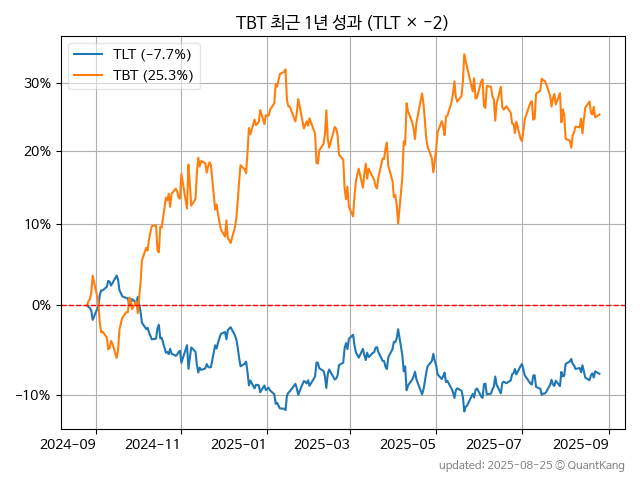 TBT 최근 1년 성과 (TLT × −2)
TLT (−7.7%)
TBT (25.3%)
30%
20%
10%
0%
−10%
2024-09 2024-11 2025-01 2025-03 2025-05 2025-07 2025-09
updated: 2025-08-25 © QuantKang